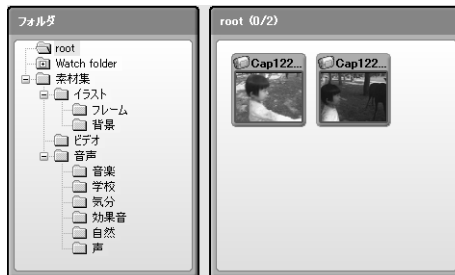 フォルダ
root
Watch folder
素材集
イラスト
フレーム
背景
ビデオ
音声
音楽
学校
気分
効果音
自然
声
root (0/2)
Cap122...
Cap122...